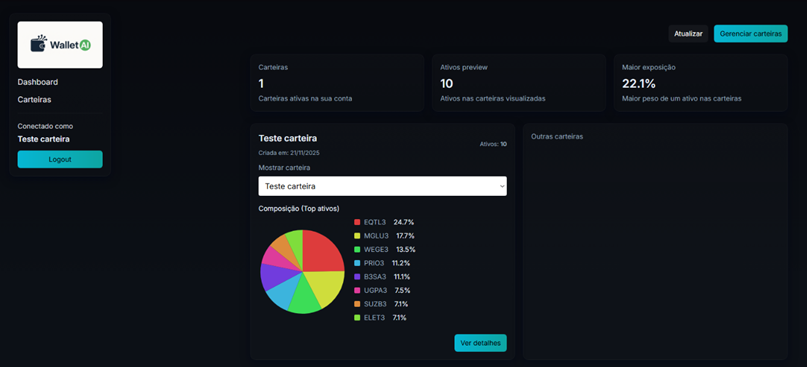 Wallet AI
Dashboard
Carteiras
Conectado como
Teste carteira
Logout
Atualizar
Gerenciar carteiras
Carteiras
1
Carteiras ativas na sua conta
Ativos preview
10
Ativos nas carteiras visualizadas
Maior exposição
22.1%
Maior peso de um ativo nas carteiras
Teste carteira
Criada em: 21/11/2025
Ativos: 10
Mostrar carteira
Teste carteira
Composição (Top ativos)
EQTL3 24.7%
MGLU3 17.7%
WEGE3 13.5%
PRIO3 11.2%
B3SA3 11.1%
UGPA3 7.5%
SUZB3 7.1%
ELET3 7.1%
Ver detalhes
Outras carteiras